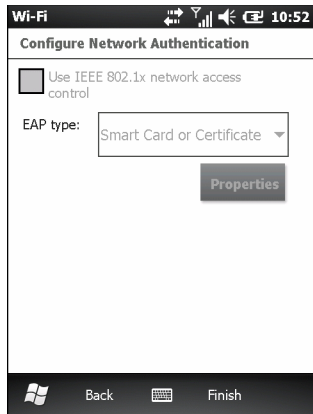 Wi-Fi 10:52
Configure Network Authentication
Use IEEE 802.1x network access
control
EAP type:
Smart Card or Certificate
Properties
Back Finish